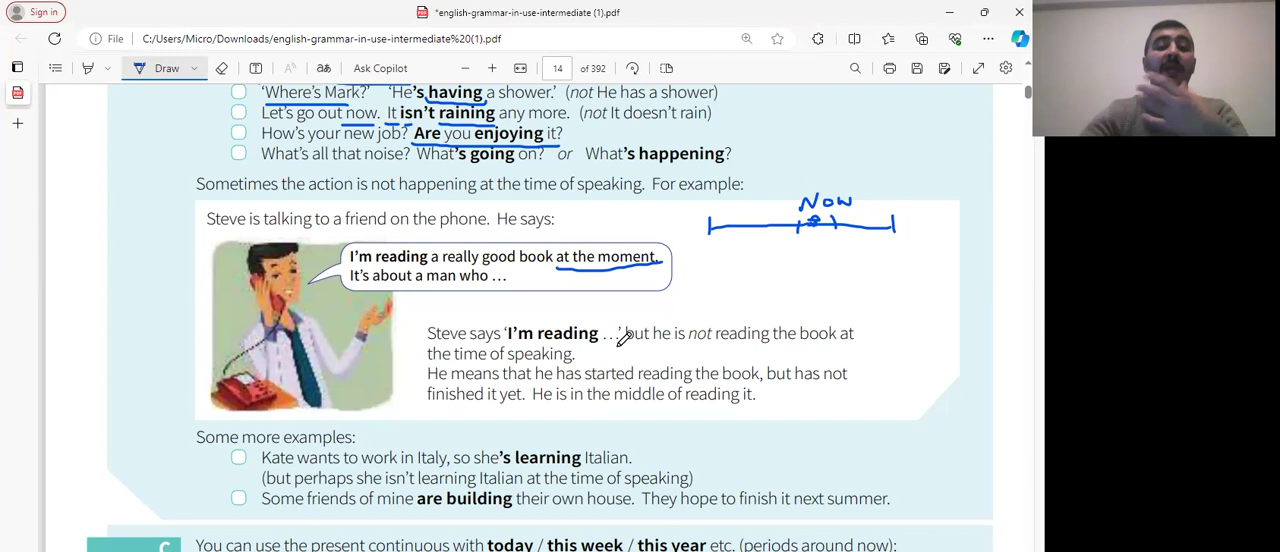 Sign in
*english-grammar-in-use-intermediate (1).pdf
File C:/Users/Micro/Downloads/english-grammar-in-use-intermediate%20(1).pdf
Draw
Ask Copilot
14 of 392
'Where's Mark?' 'He's having a shower.' (not He has a shower)
Let's go out now. It isn't raining any more. (not It doesn't rain)
How's your new job? Are you enjoying it?
What's all that noise? What's going on? or What's happening?
Sometimes the action is not happening at the time of speaking. For example:
Now
Steve is talking to a friend on the phone. He says:
I'm reading a really good book at the moment.
It's about a man who ...
Steve says 'I'm reading ...' but he is not reading the book at
the time of speaking.
He means that he has started reading the book, but has not
finished it yet. He is in the middle of reading it.
Some more examples:
Kate wants to work in Italy, so she's learning Italian.
(but perhaps she isn't learning Italian at the time of speaking)
Some friends of mine are building their own house. They hope to finish it next summer.
C
You can use the present continuous with today / this week / this year etc. (periods around now):